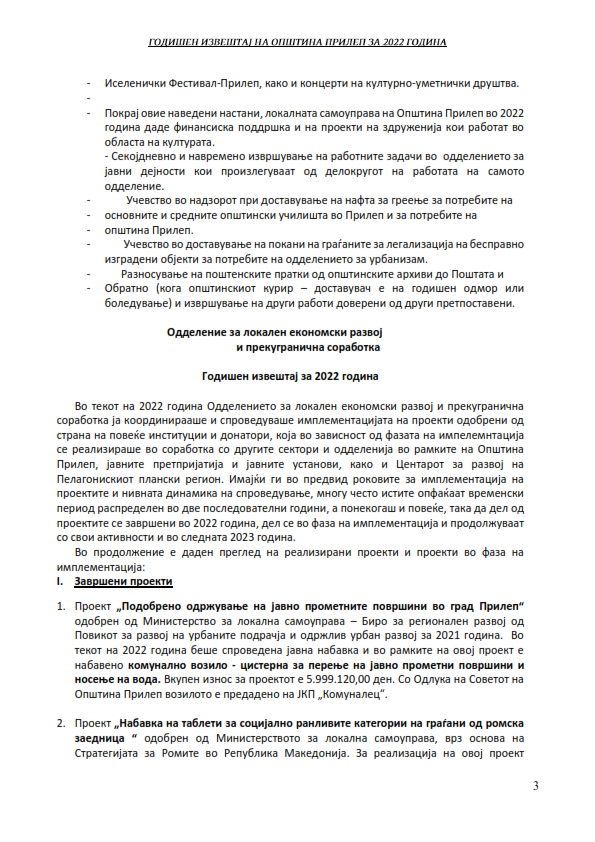 ГОДИШЕН ИЗВЕШТАЈ НА ОПШТИНА ПРИЛЕП ЗА 2022 ГОДИНА
- Иселенички Фестивал-Прилеп, како и концерти на културно-уметнички друштва.
-
- Покрај овие наведени настани, локалната самоуправа на Општина Прилеп во 2022
година даде финансиска поддршка и на проекти на здруженија кои работат во
областа на културата.
- Секојдневно и навремено извршување на работните задачи во одделението за
јавни дејности кои произлегуваат од делокругот на работата на самото
одделение.
- Учевство во надзорот при доставување на нафта за греење за потребите на
- основните и средните општински училишта во Прилеп и за потребите на
- општина Прилеп.
- Учевство во доставување на покани на граѓаните за легализација на бесправно
изградени објекти за потребите на одделението за урбанизам.
- Разносување на поштенските пратки од општинските архиви до Поштата и
- Обратно (кога општинскиот курир – доставувач е на годишен одмор или
боледување) и извршување на други работи доверени од други претпоставени.
Одделение за локален економски развој
и прекугранична соработка
Годишен извештај за 2022 година
Во текот на 2022 година Одделението за локален економски развој и прекугранична
соработка ја координираше и спроведуваше имплементацијата на проекти одобрени од
страна на повеќе институции и донатори, која во зависност од фазата на импелемнтација
се реализираше во соработка со другите сектори и одделенија во рамките на Општина
Прилеп, јавните претпријатија и јавните установи, како и Центарот за развој на
Пелагонискиот плански регион. Имајќи ги во предвид роковите за имплементација на
проектите и нивната динамика на спроведување, многу често истите опфаќаат временски
период распределен во две последователни години, а понекогаш и повеќе, така да дел од
проектите се завршени во 2022 година, дел се во фаза на имплементација и продолжуваат
со свои активности и во следната 2023 година.
Во продолжение е даден преглед на реализирани проекти и проекти во фаза на
имплементација:
I. Завршени проекти
1. Проект „Подобрено одржување на јавно прометните површини во град Прилеп“
одобрен од Министерство за локална самоуправа – Биро за регионален развој од
Повикот за развој на урбаните подрачја и одржлив урбан развој за 2021 година. Во
текот на 2022 година беше спроведена јавна набавка и во рамките на овој проект е
набавено комунално возило - цистерна за перење на јавно прометни површини и
носење на вода. Вкупен износ за проектот е 5.999.120,00 ден. Со Одлука на Советот на
Општина Прилеп возилото е предадено на ЈКП „Комуналец“.
2. Проект „Набавка на таблети за социјално ранливите категории на граѓани од ромска
заедница “ одобрен од Министерството за локална самоуправа, врз основа на
Стратегијата за Ромите во Република Македонија. За реализација на овој проект
3